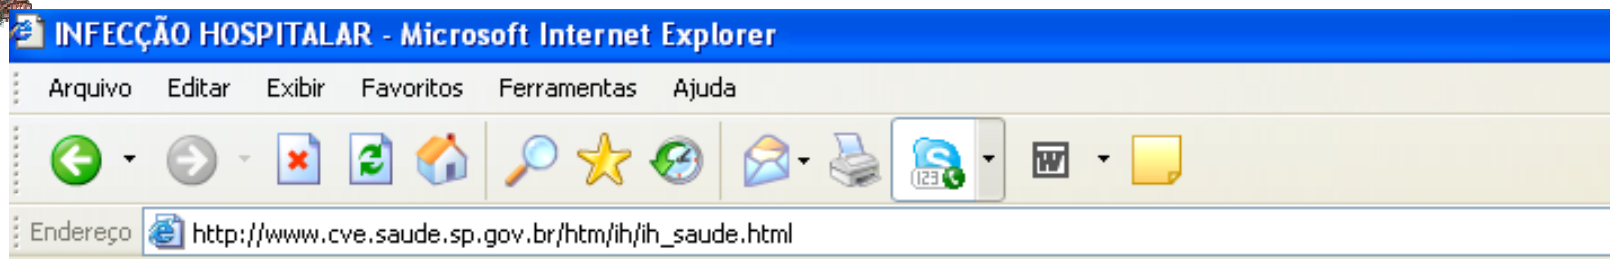 INFECÇÃO HOSPITALAR - Microsoft Internet Explorer
Arquivo Editar Exibir Favoritos Ferramentas Ajuda
S 123 W
Endereço http://www.cve.saude.sp.gov.br/htm/ih/ih_saude.html